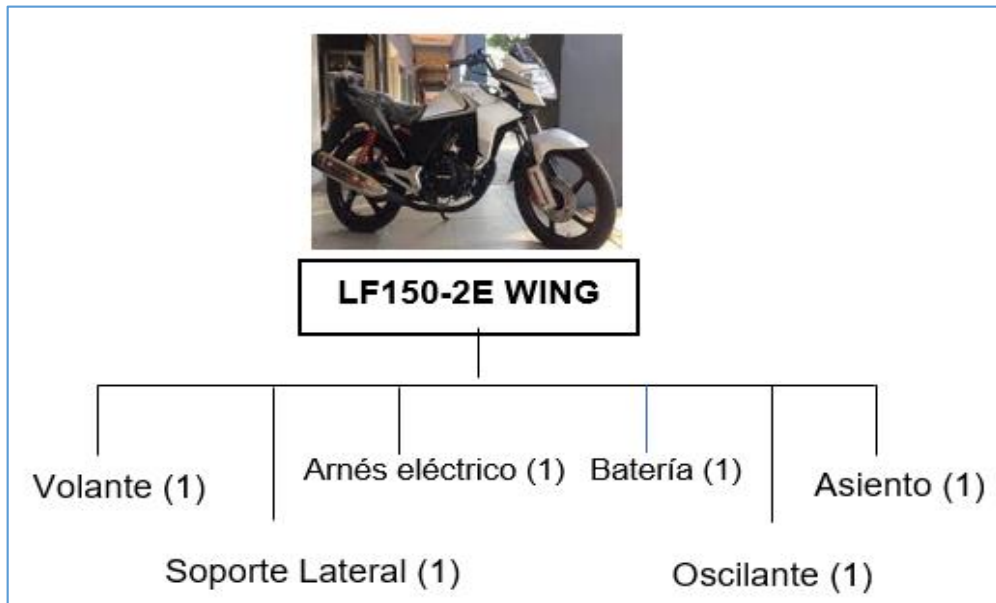 LF150-2E WING
Volante (1)
Soporte Lateral (1)
Arnés eléctrico (1)
Batería (1)
Oscilante (1)
Asiento (1)